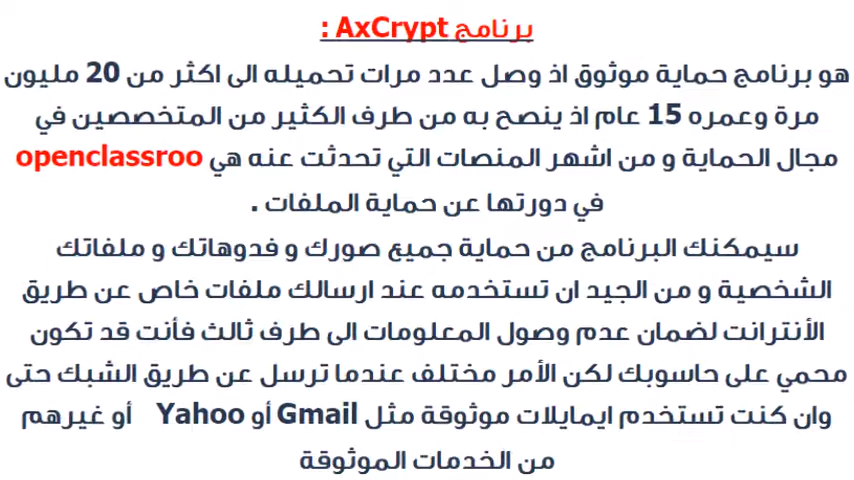 برنامج AxCrypt :
هو برنامج حماية موثوق اذ وصل عدد مرات تحميله الى اكثر من 20 مليون
مرة وعمره 15 عام اذ ينصح به من طرف الكثير من المتخصصين في
مجال الحماية و من اشهر المنصات التي تحدثت عنه هي openclassroo
في دورتها عن حماية الملفات .
سيمكنك البرنامج من حماية جميع صورك و فدوهاتك و ملفاتك
الشخصية و من الجيد ان تستخدمه عند ارسالك ملفات خاص عن طريق
الأنترانت لضمان عدم وصول المعلومات الى طرف ثالث فأنت قد تكون
محمي على حاسوبك لكن الأمر مختلف عندما ترسل عن طريق الشبك حتى
وان كنت تستخدم ايمايلات موثوقة مثل Gmail أو Yahoo أو غيرهم
من الخدمات الموثوقة